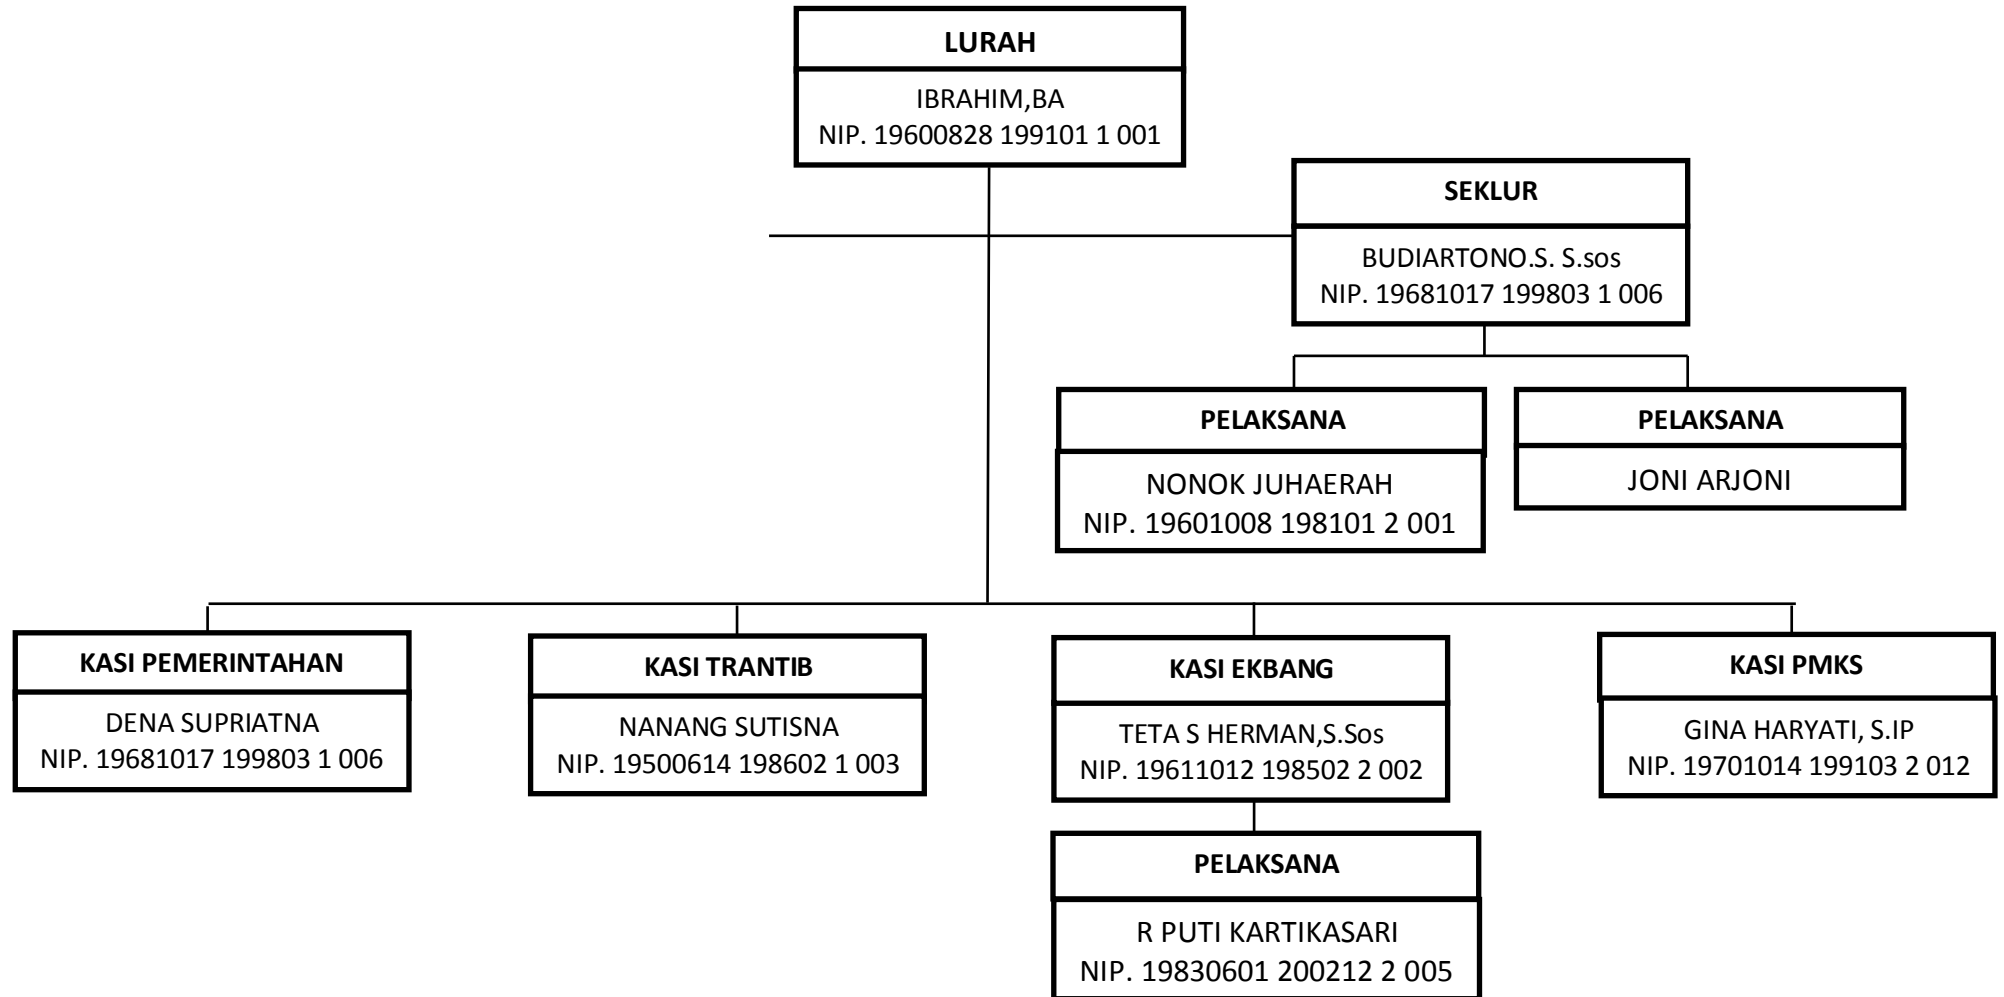 LURAH
IBRAHIM,BA
NIP. 19600828 199101 1 001
SEKLUR
BUDIARTONO.S. S.sos
NIP. 19681017 199803 1 006
PELAKSANA
NONOK JUHAERAH
NIP. 19601008 198101 2 001
PELAKSANA
JONI ARJONI
KASI PEMERINTAHAN
DENA SUPRIATNA
NIP. 19681017 199803 1 006
KASI TRANTIB
NANANG SUTISNA
NIP. 19500614 198602 1 003
KASI EKBANG
TETA S HERMAN,S.Sos
NIP. 19611012 198502 2 002
KASI PMKS
GINA HARYATI, S.IP
NIP. 19701014 199103 2 012
PELAKSANA
R PUTI KARTIKASARI
NIP. 19830601 200212 2 005